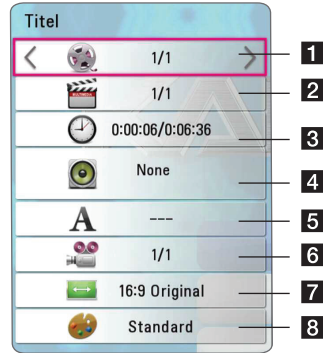 Titel
1/1 1
1/1 2
0:00:06/0:06:36 3
None 4
A --- 5
1/1 6
16:9 Original 7
Standard 8